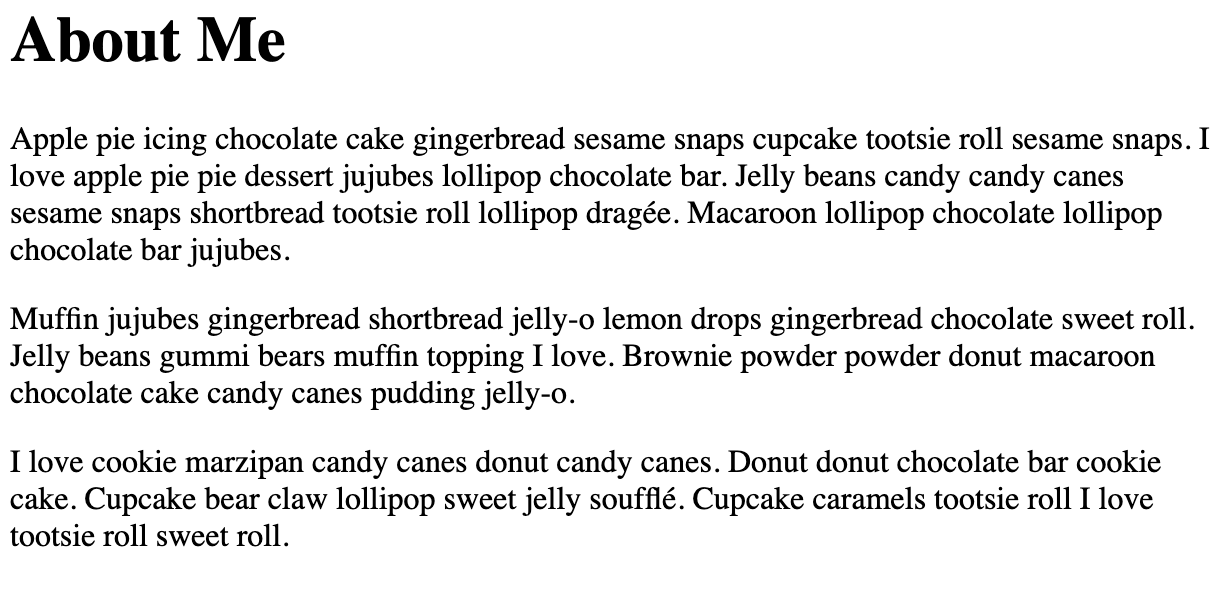 About Me
Apple pie icing chocolate cake gingerbread sesame snaps cupcake tootsie roll sesame snaps. I
love apple pie pie dessert jujubes lollipop chocolate bar. Jelly beans candy candy canes
sesame snaps shortbread tootsie roll lollipop dragée. Macaroon lollipop chocolate lollipop
chocolate bar jujubes.
Muffin jujubes gingerbread shortbread jelly-o lemon drops gingerbread chocolate sweet roll.
Jelly beans gummi bears muffin topping I love. Brownie powder powder donut macaroon
chocolate cake candy canes pudding jelly-o.
I love cookie marzipan candy canes donut candy canes. Donut donut chocolate bar cookie
cake. Cupcake bear claw lollipop sweet jelly soufflé. Cupcake caramels tootsie roll I love
tootsie roll sweet roll.